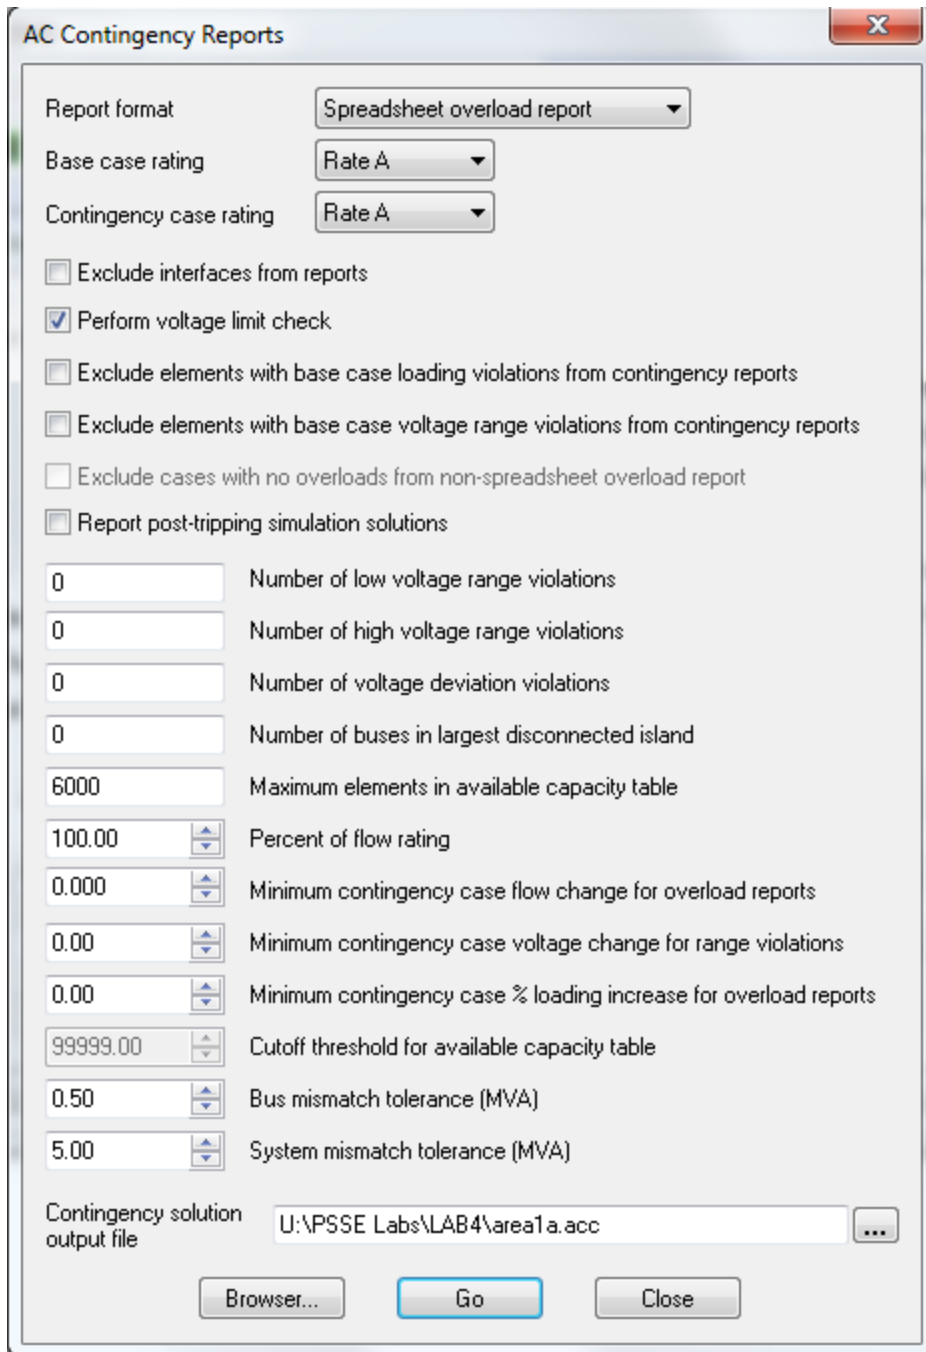 AC Contingency Reports
Report format Spreadsheet overload report
Base case rating Rate A
Contingency case rating Rate A
Exclude interfaces from reports
Perform voltage limit check
Exclude elements with base case loading violations from contingency reports
Exclude elements with base case voltage range violations from contingency reports
Exclude cases with no overloads from non-spreadsheet overload report
Report post-tripping simulation solutions
0 Number of low voltage range violations
0 Number of high voltage range violations
0 Number of voltage deviation violations
0 Number of buses in largest disconnected island
6000 Maximum elements in available capacity table
100.00 Percent of flow rating
0.000 Minimum contingency case flow change for overload reports
0.00 Minimum contingency case voltage change for range violations
0.00 Minimum contingency case % loading increase for overload reports
99999.00 Cutoff threshold for available capacity table
0.50 Bus mismatch tolerance (MVA)
5.00 System mismatch tolerance (MVA)
Contingency solution
output file U:\PSSE Labs\LAB4\area1a.acc ...
Browser... Go Close